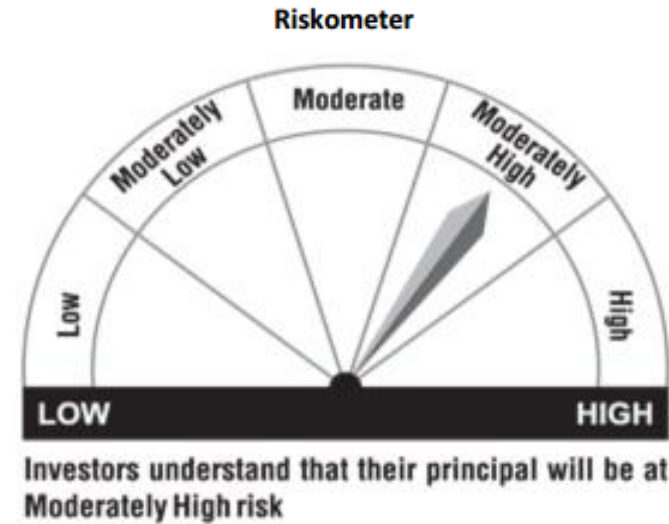 Riskometer
Moderate
Moderately
Low
Moderately
High
Low
High
LOW
HIGH
Investors understand that their principal will be at
Moderately High risk